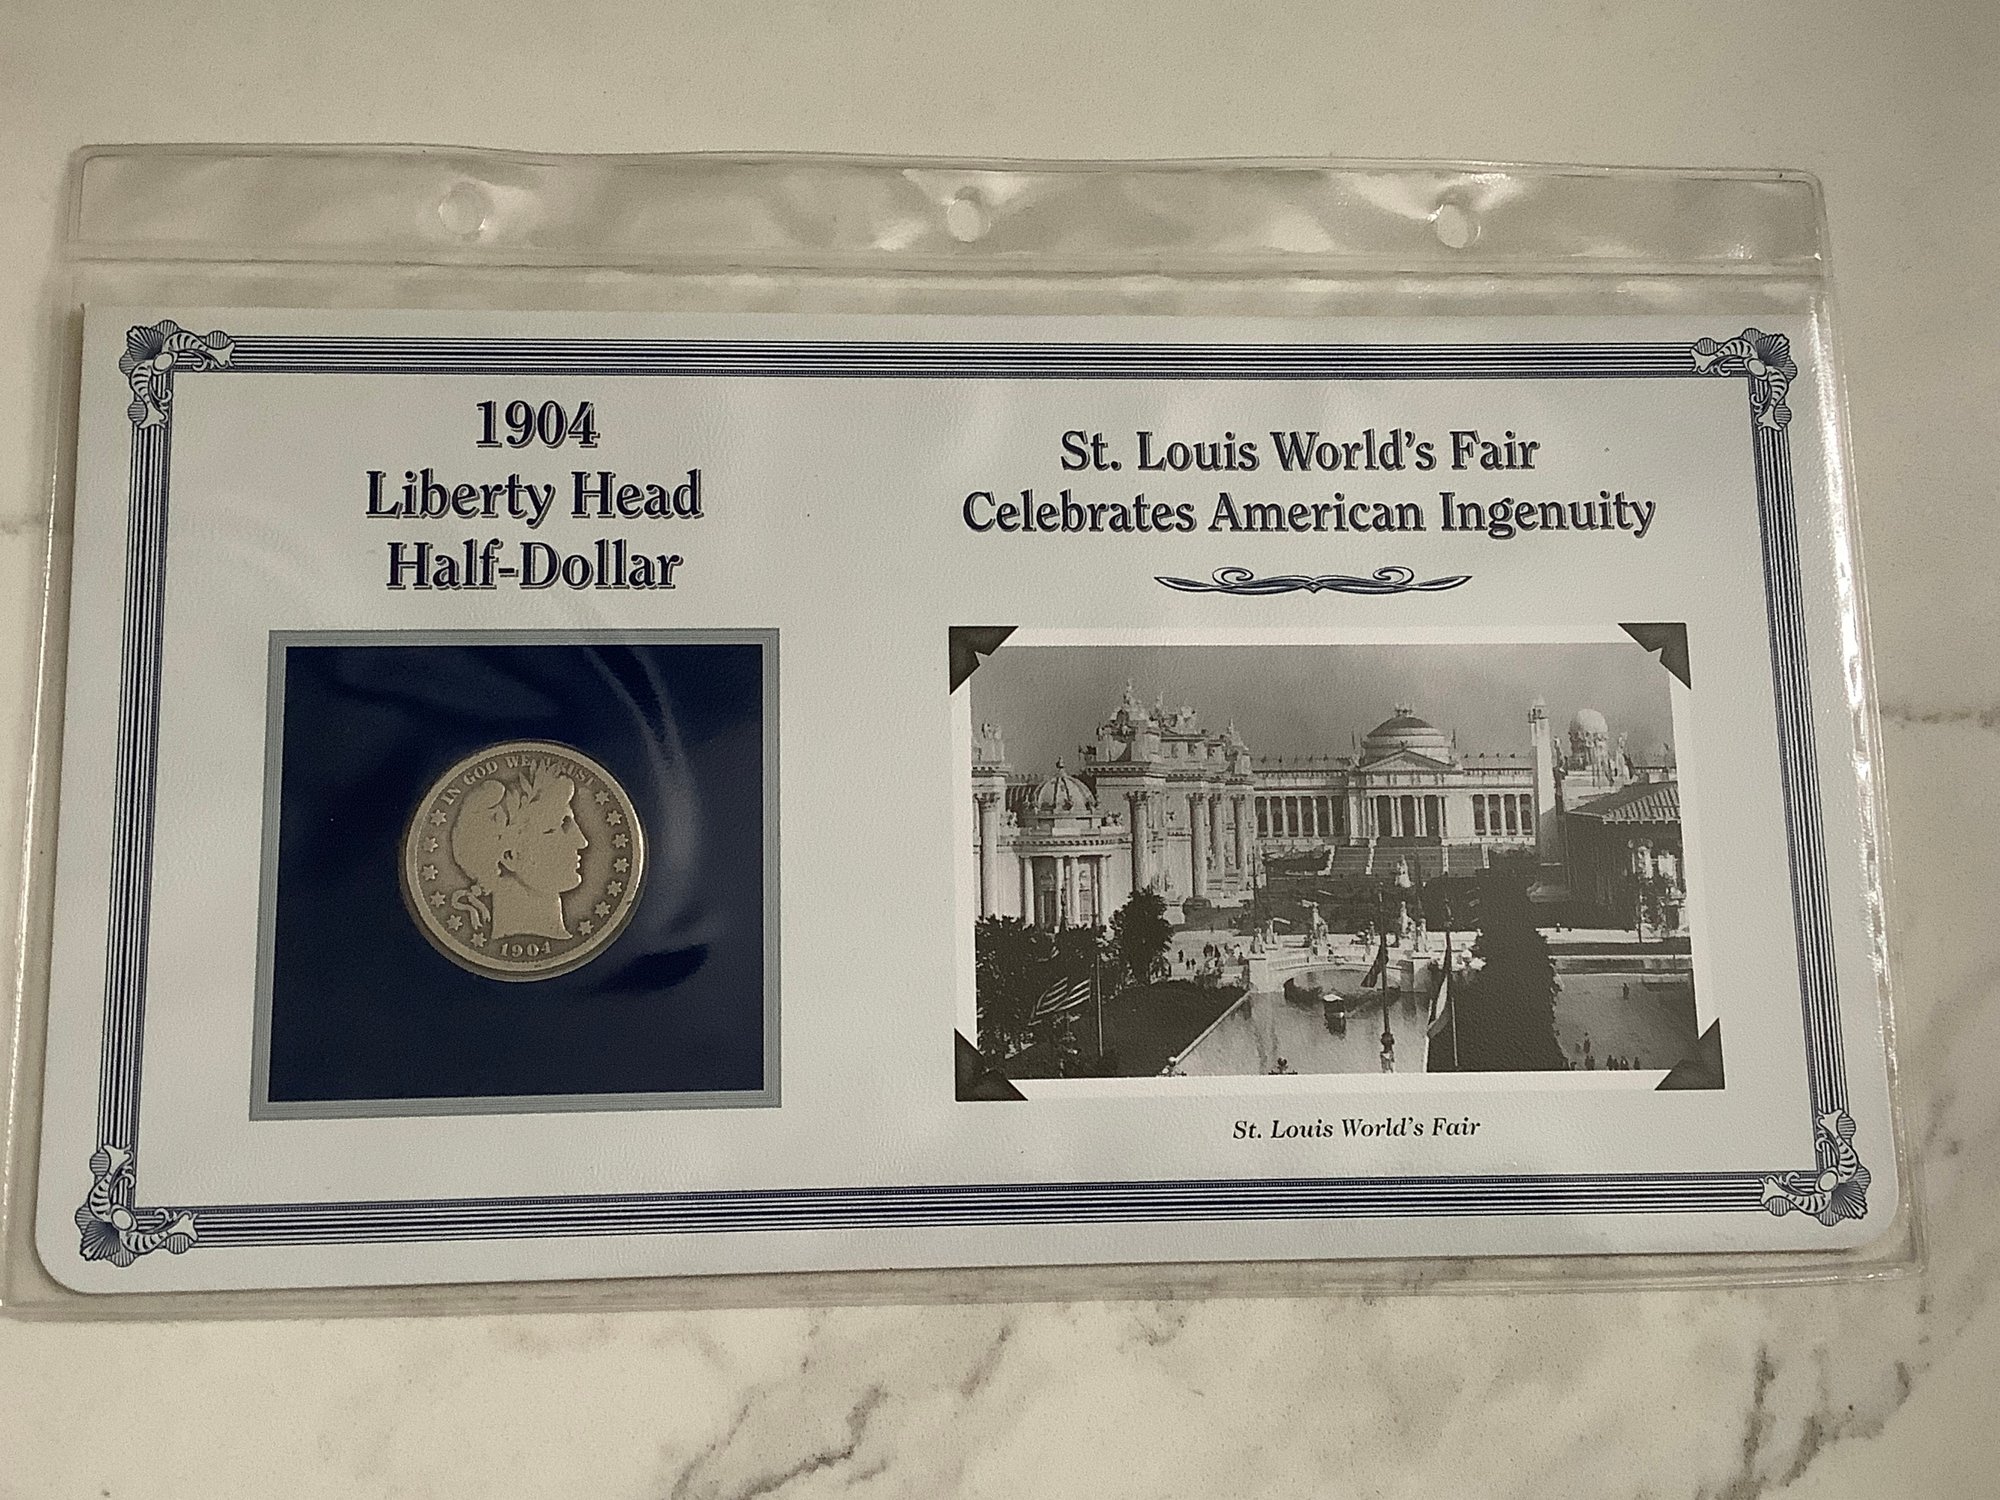 1904
Liberty Head
Half-Dollar
IN GOD WE TRUST
1904
St. Louis World's Fair
Celebrates American Ingenuity
St. Louis World's Fair